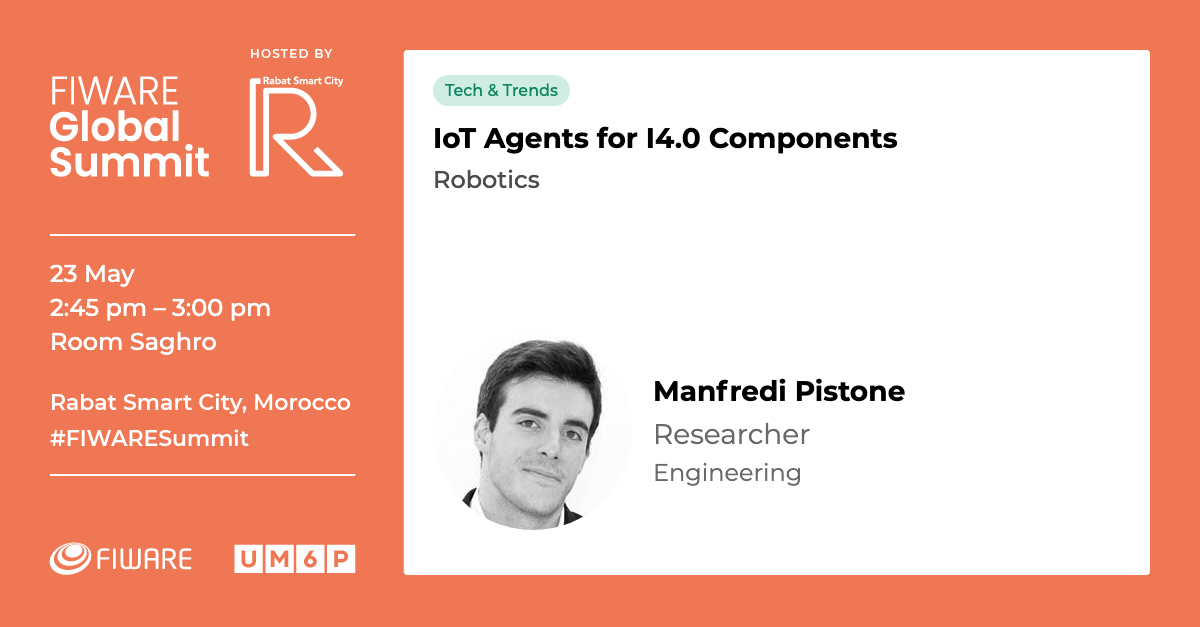 HOSTED BY
FIWARE
Global
Summit
Rabat Smart City
R
23 May
2:45 pm – 3:00 pm
Room Saghro
Rabat Smart City, Morocco
#FIWARESummit
FIWARE
UM6P
Tech & Trends
IoT Agents for I4.0 Components
Robotics
Manfredi Pistone
Researcher
Engineering